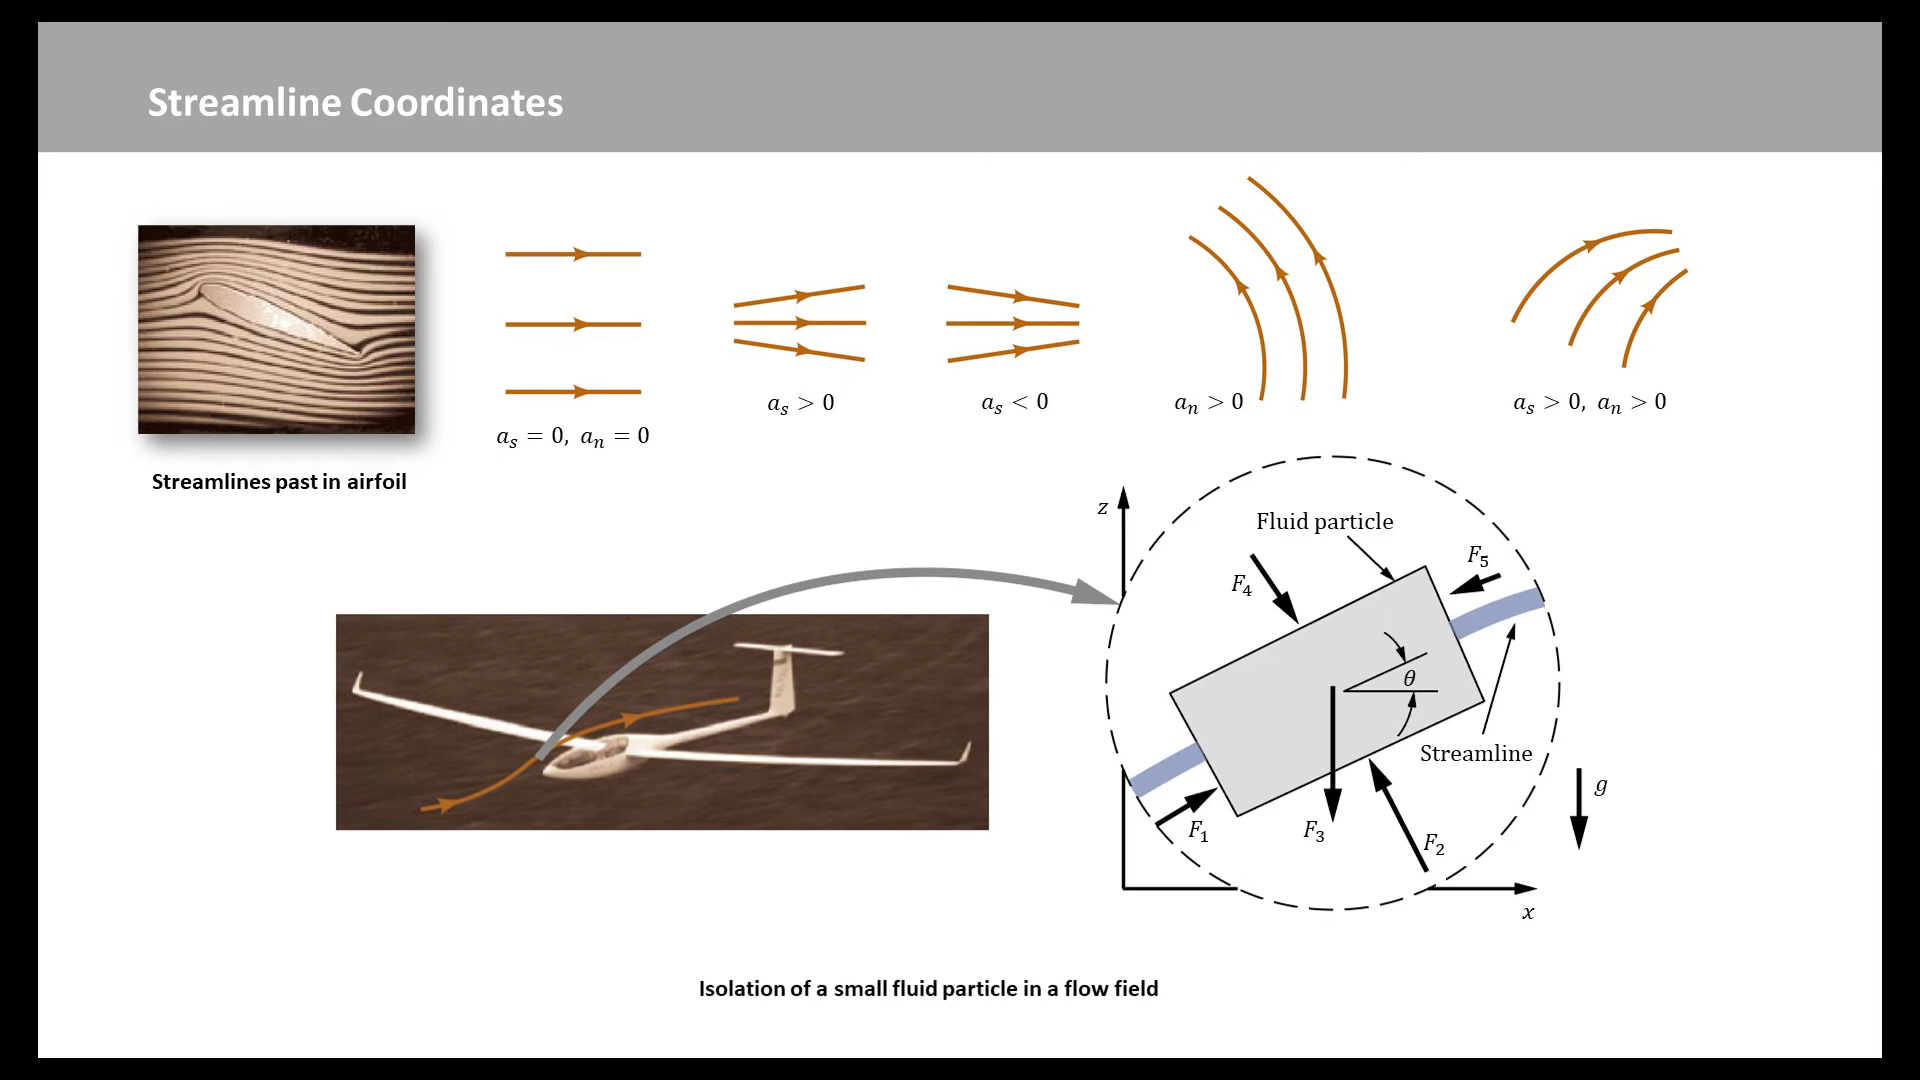 Streamline Coordinates
a_s = 0, a_n = 0
a_s > 0
a_s < 0
a_n > 0
a_s > 0, a_n > 0
Streamlines past in airfoil
z
Fluid particle
F_4
F_5
θ
Streamline
F_1
F_3
F_2
g
x
Isolation of a small fluid particle in a flow field